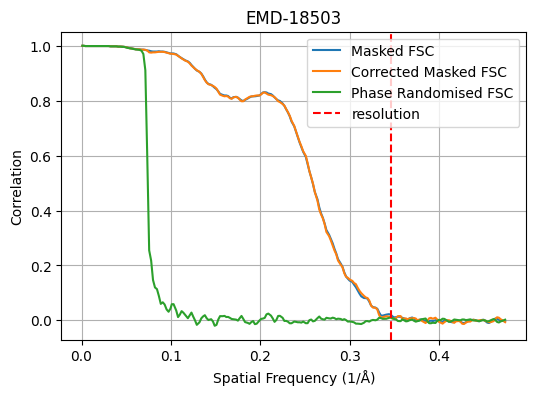 EMD-18503
Masked FSC
Corrected Masked FSC
Phase Randomised FSC
resolution
Correlation
1.0
0.8
0.6
0.4
0.2
0.0
0.0 0.1 0.2 0.3 0.4
Spatial Frequency (1/Å)